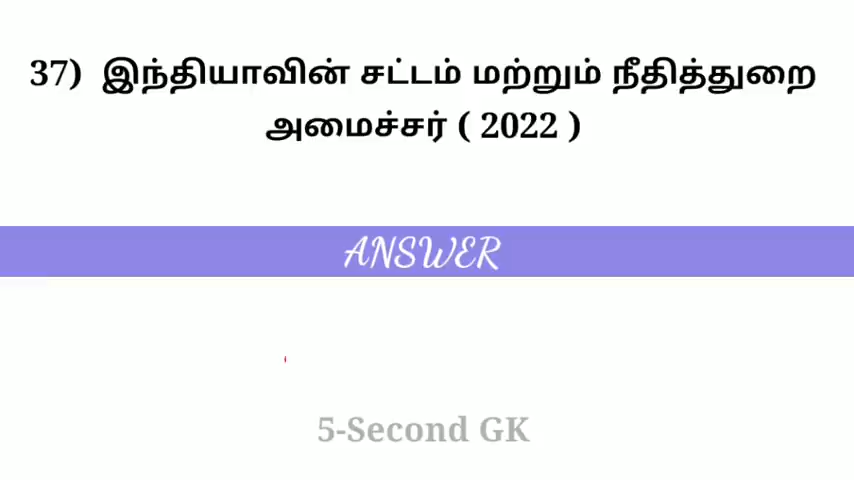 37) இந்தியாவின் சட்டம் மற்றும் நீதித்துறை
அமைச்சர் ( 2022 )
ANSWER
5-Second GK